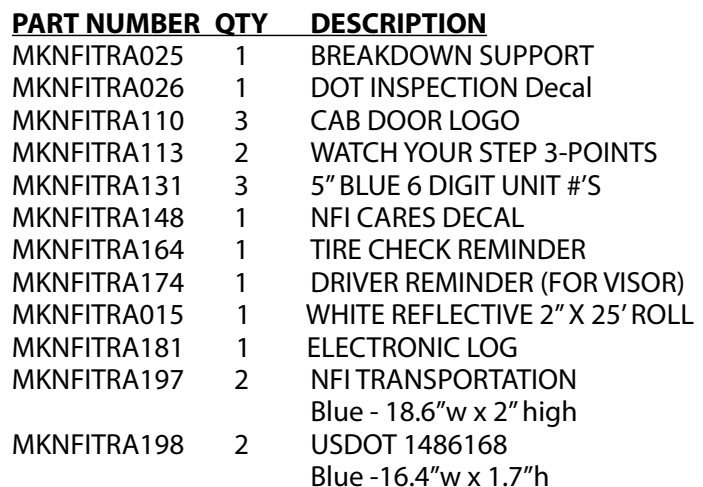 PART NUMBER QTY DESCRIPTION
MKNFITRA025 1 BREAKDOWN SUPPORT
MKNFITRA026 1 DOT INSPECTION Decal
MKNFITRA110 3 CAB DOOR LOGO
MKNFITRA113 2 WATCH YOUR STEP 3-POINTS
MKNFITRA131 3 5” BLUE 6 DIGIT UNIT #’S
MKNFITRA148 1 NFI CARES DECAL
MKNFITRA164 1 TIRE CHECK REMINDER
MKNFITRA174 1 DRIVER REMINDER (FOR VISOR)
MKNFITRA015 1 WHITE REFLECTIVE 2” X 25’ ROLL
MKNFITRA181 1 ELECTRONIC LOG
MKNFITRA197 2 NFI TRANSPORTATION
Blue - 18.6”w x 2” high
MKNFITRA198 2 USDOT 1486168
Blue -16.4”w x 1.7”h